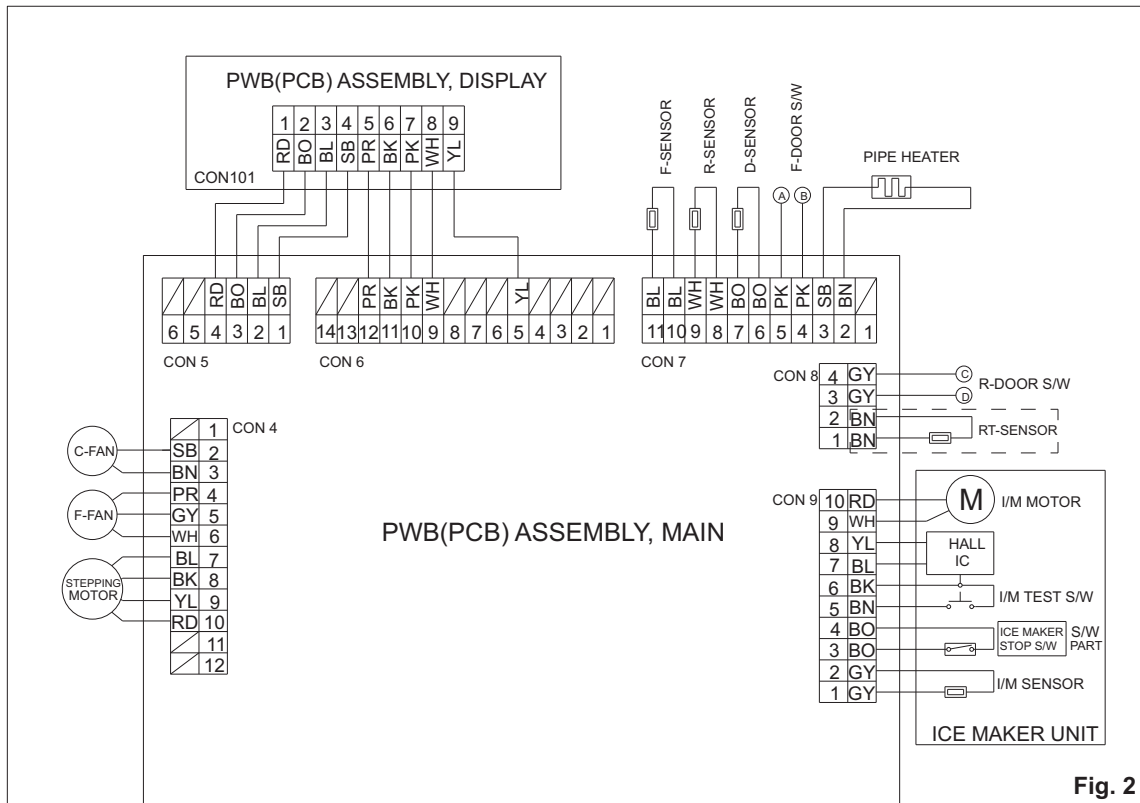 PWB(PCB) ASSEMBLY, DISPLAY
1 2 3 4 5 6 7 8 9
RD BO BL SB PR BK PK WH YL
CON101
F-SENSOR
R-SENSOR
D-SENSOR
F-DOOR S/W
A B
PIPE HEATER
RD BO BL SB
6 5 4 3 2 1
CON 5
PR BK PK WH YL
14 13 12 11 10 9 8 7 6 5 4 3 2 1
CON 6
BL BL WH WH BO BO PK PK SB BN
11 10 9 8 7 6 5 4 3 2 1
CON 7
CON 8
4 GY C
3 GY D
R-DOOR S/W
2 BN
1 BN
RT-SENSOR
CON 4
1
SB 2
BN 3
PR 4
GY 5
WH 6
BL 7
BK 8
YL 9
RD 10
11
12
C-FAN
F-FAN
STEPPING
MOTOR
PWB(PCB) ASSEMBLY, MAIN
CON 9
10 RD
9 WH
8 YL
7 BL
6 BK
5 BN
4 BO
3 BO
2 GY
1 GY
M I/M MOTOR
HALL
IC
I/M TEST S/W
ICE MAKER
STOP S/W
S/W
PART
I/M SENSOR
ICE MAKER UNIT
Fig. 2